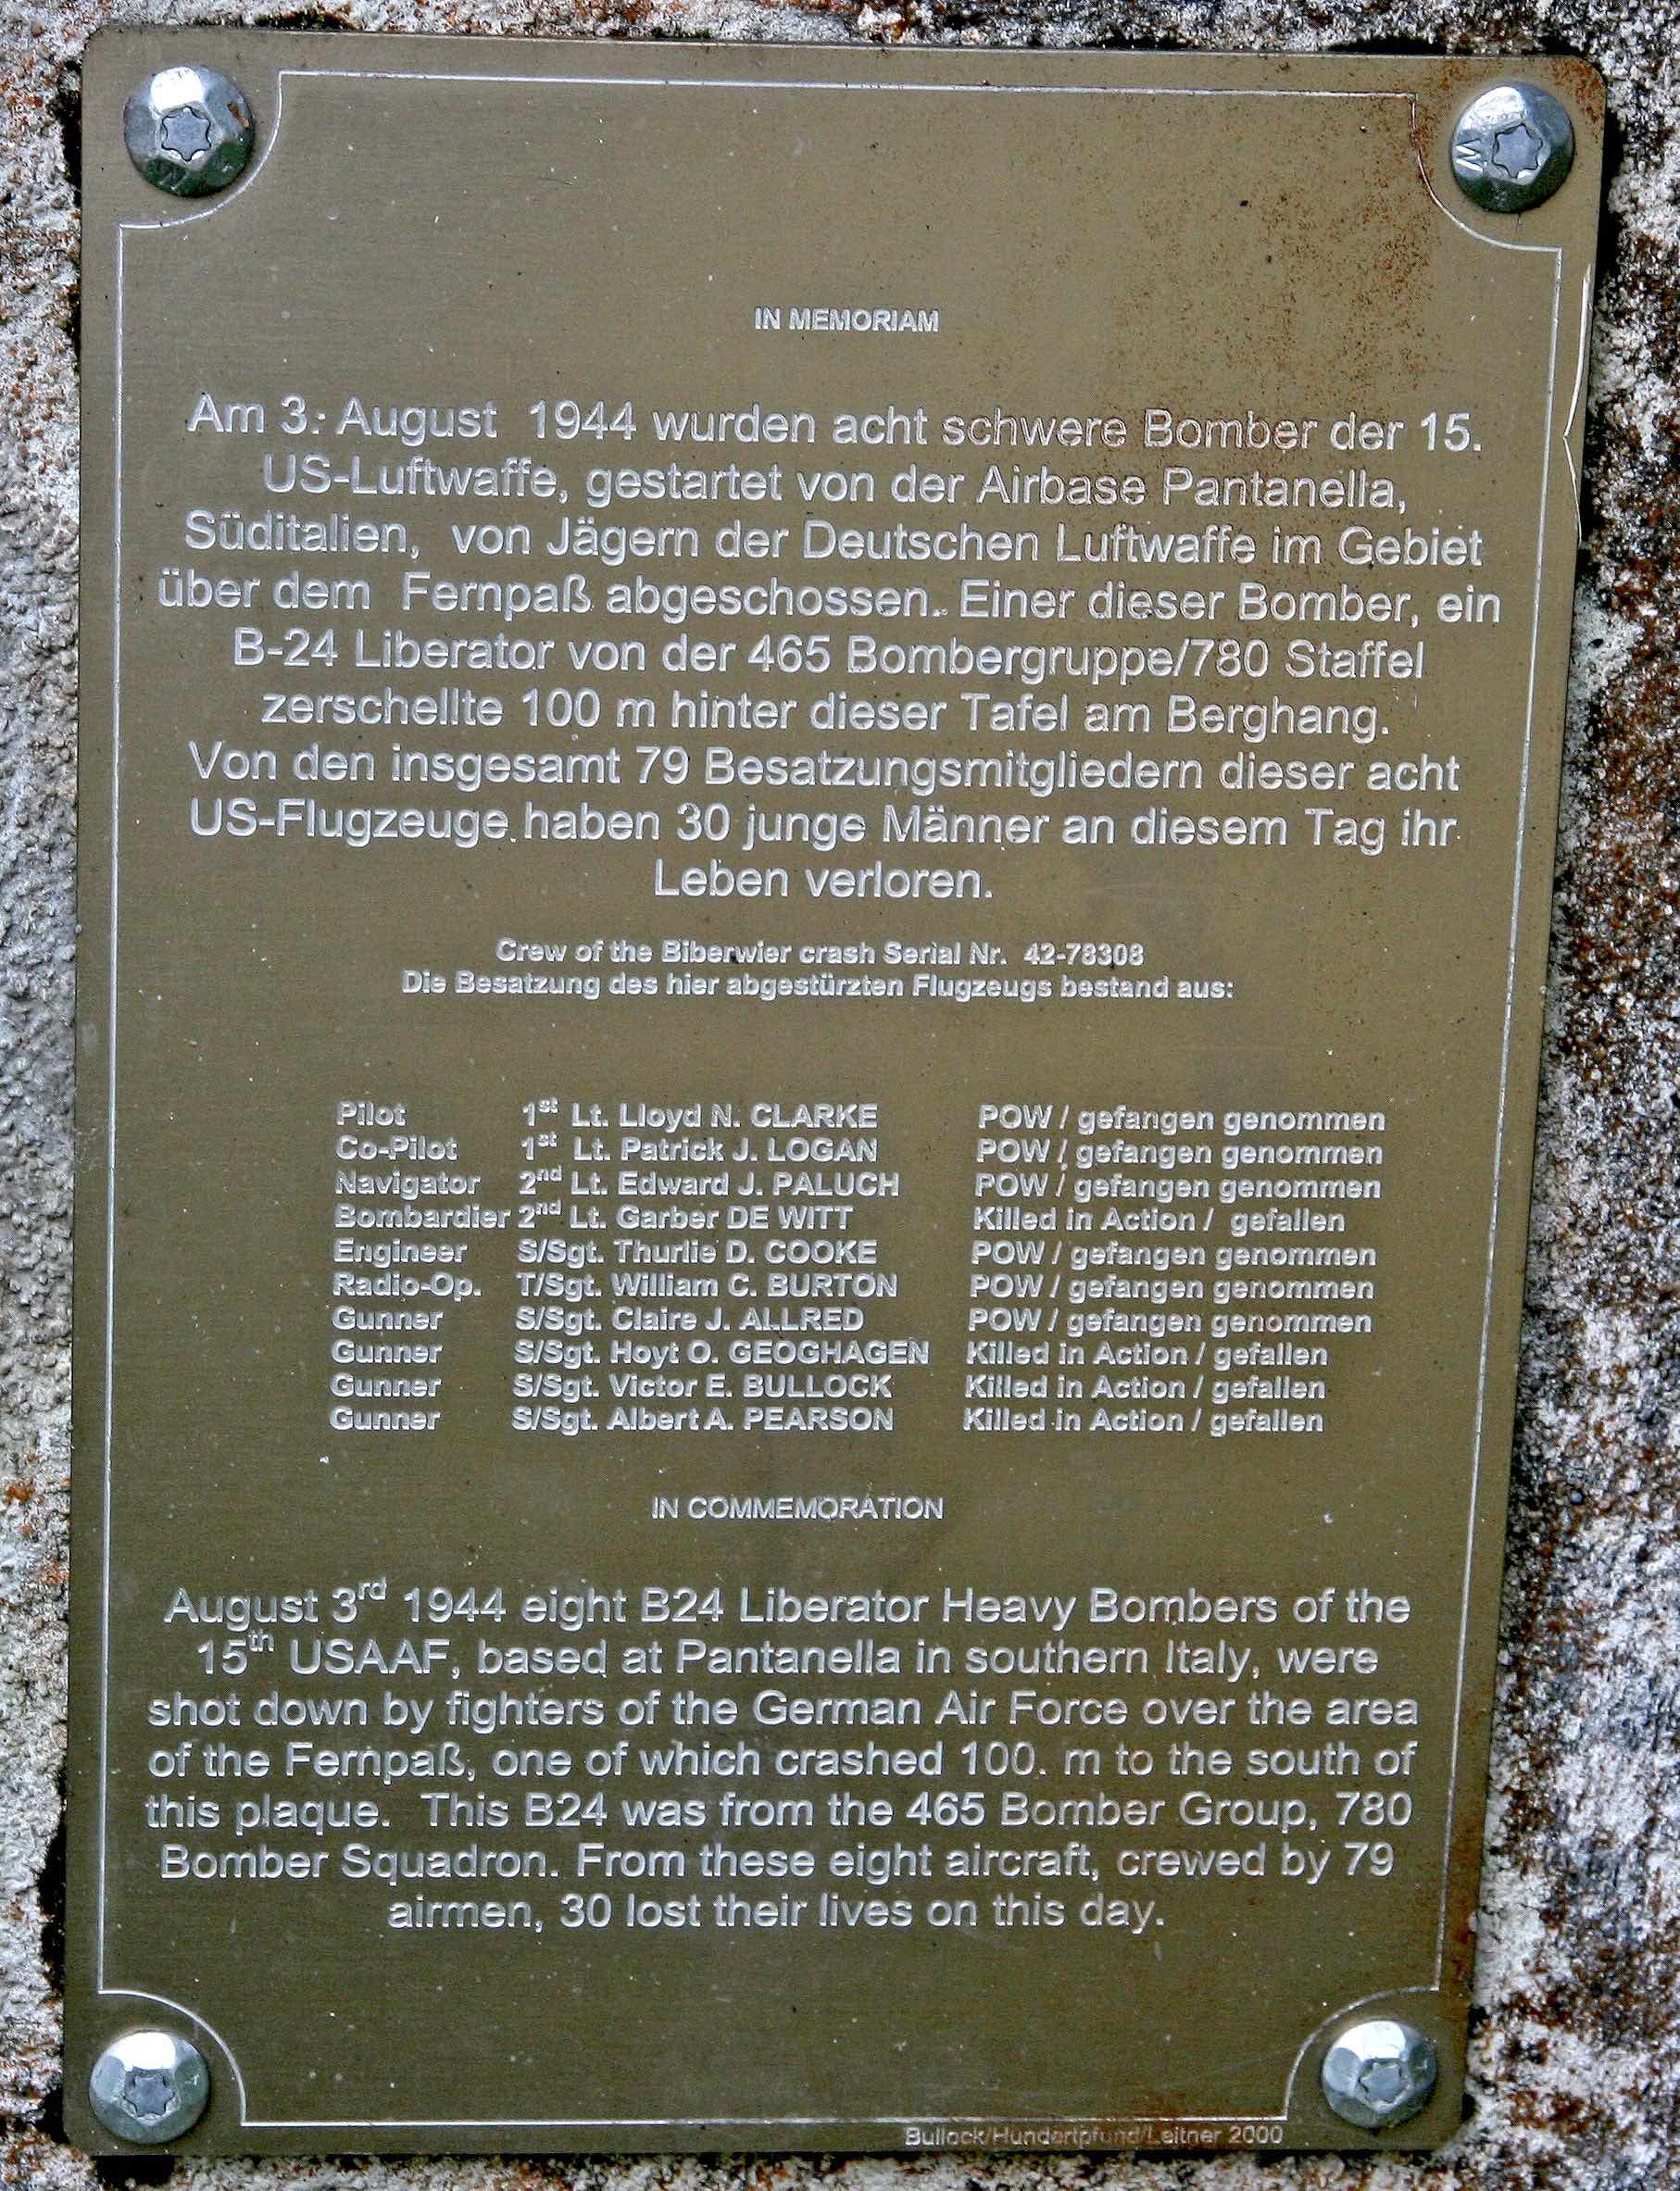 IN MEMORIAM
Am 3. August 1944 wurden acht schwere Bomber der 15.
US-Luftwaffe, gestartet von der Airbase Pantanella,
Süditalien, von Jägern der Deutschen Luftwaffe im Gebiet
über dem Fernpaß abgeschossen. Einer dieser Bomber, ein
B-24 Liberator von der 465 Bombergruppe/780 Staffel
zerschellte 100 m hinter dieser Tafel am Berghang.
Von den insgesamt 79 Besatzungsmitgliedern dieser acht
US-Flugzeuge haben 30 junge Männer an diesem Tag ihr
Leben verloren.
Crew of the Biberwier crash Serial Nr. 42-78308
Die Besatzung des hier abgestürzten Flugzeugs bestand aus:
Pilot 1st Lt. Lloyd N. CLARKE POW / gefangen genommen
Co-Pilot 1st Lt. Patrick J. LOGAN POW / gefangen genommen
Navigator 2nd Lt. Edward J. PALUCH POW / gefangen genommen
Bombardier 2nd Lt. Garber DE WITT Killed in Action / gefallen
Engineer S/Sgt. Thurlie D. COOKE POW / gefangen genommen
Radio-Op. T/Sgt. William C. BURTON POW / gefangen genommen
Gunner S/Sgt. Claire J. ALLRED POW / gefangen genommen
Gunner S/Sgt. Hoyt O. GEOGHAGEN Killed in Action / gefallen
Gunner S/Sgt. Victor E. BULLOCK Killed in Action / gefallen
Gunner S/Sgt. Albert A. PEARSON Killed in Action / gefallen
IN COMMEMORATION
August 3rd 1944 eight B24 Liberator Heavy Bombers of the
15th USAAF, based at Pantanella in southern Italy, were
shot down by fighters of the German Air Force over the area
of the Fernpaß, one of which crashed 100. m to the south of
this plaque. This B24 was from the 465 Bomber Group, 780
Bomber Squadron. From these eight aircraft, crewed by 79
airmen, 30 lost their lives on this day.
Bullock/Hundertpfund/Leitner 2000